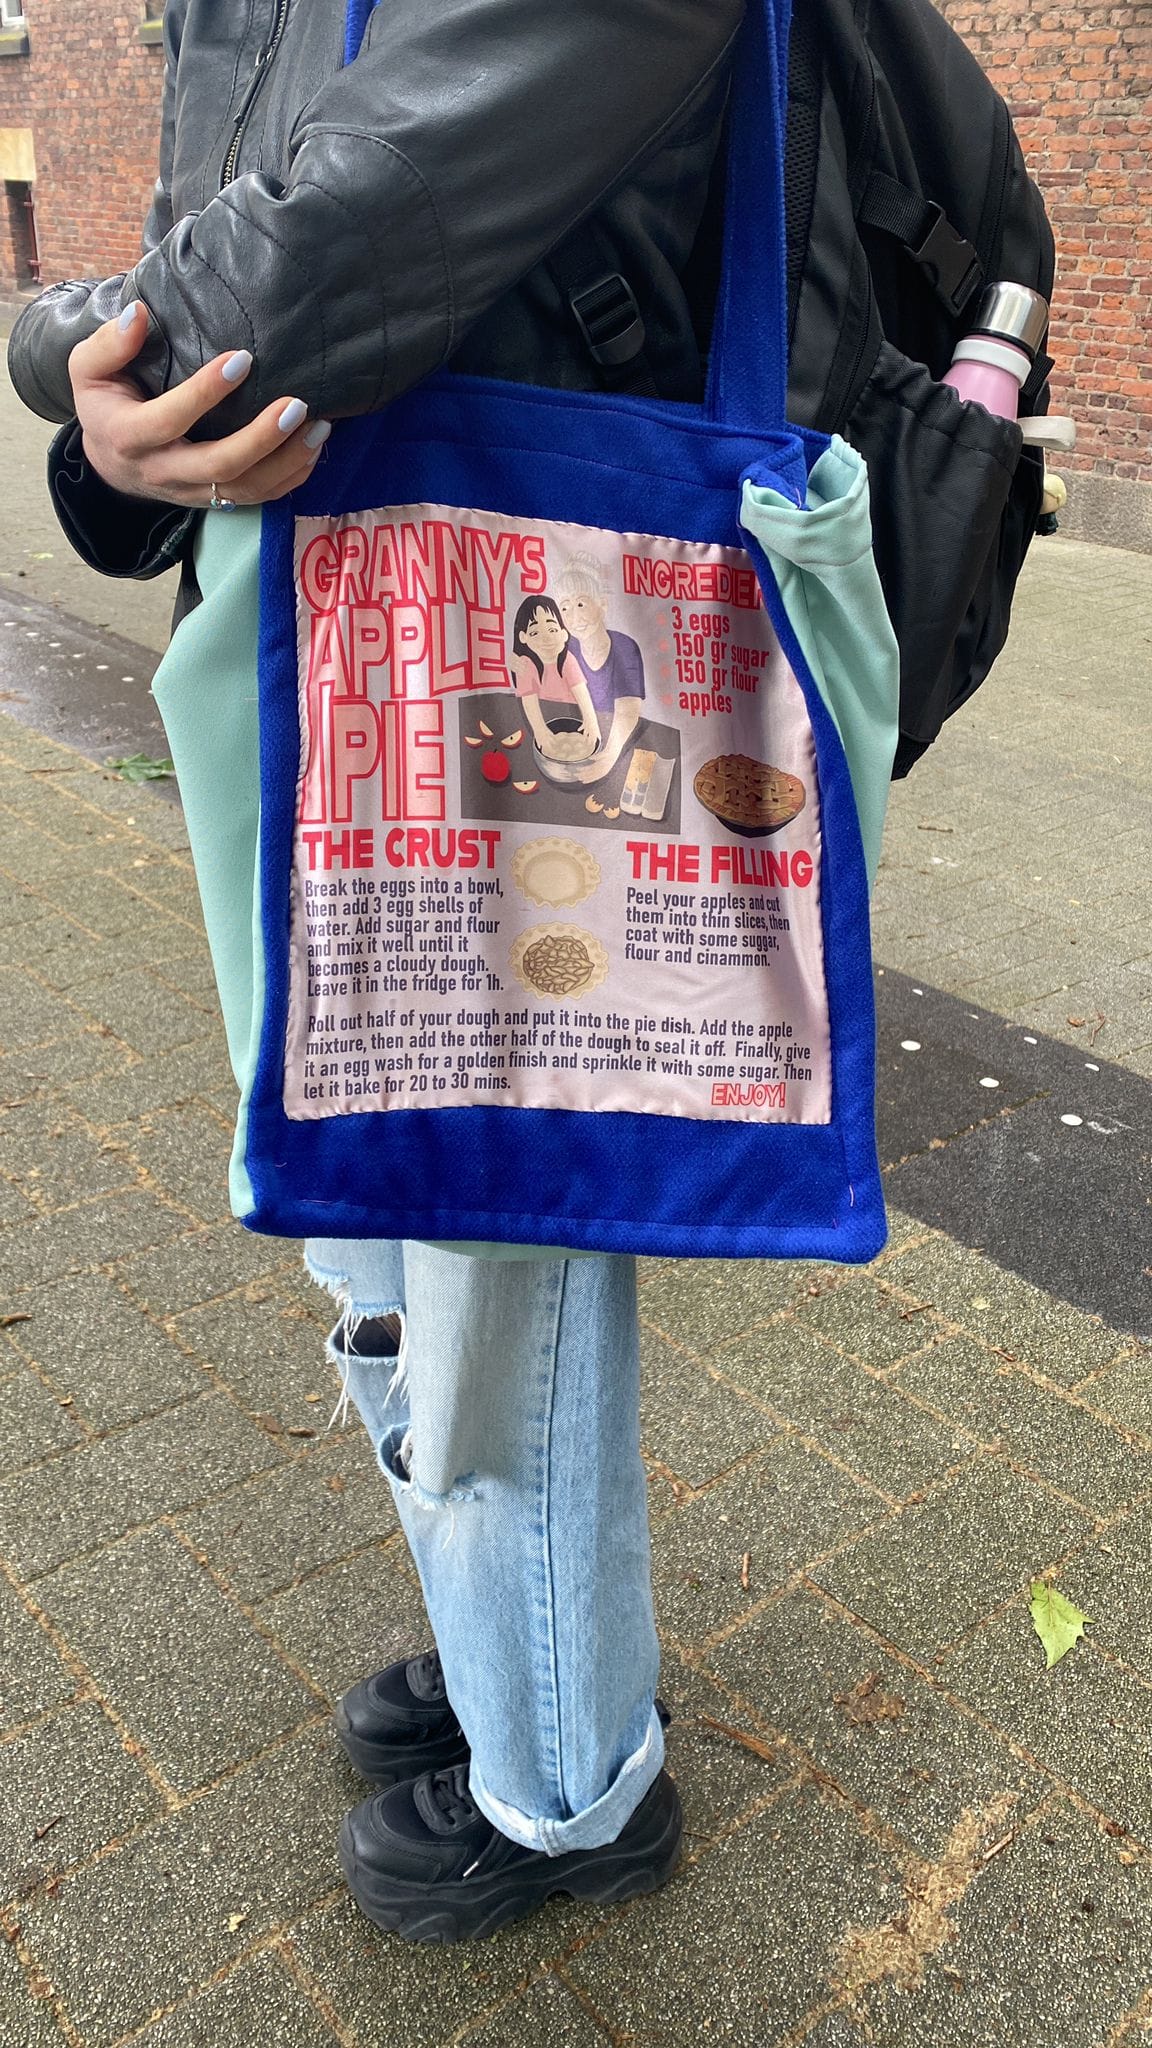 GRANNY'S
APPLE
PIE
3 eggs
150 gr sugar
150 gr flour
apples
THE CRUST
Break the eggs into a bowl,
then add 3 egg shells of
water. Add sugar and flour
and mix it well until it
becomes a cloudy dough.
Leave it in the fridge for 1h.
THE FILLING
Peel your apples and cut
them into thin slices, then
coat with some suggar,
flour and cinammon.
Roll out half of your dough and put it into the pie dish. Add the apple
mixture, then add the other half of the dough to seal it off. Finally, give
it an egg wash for a golden finish and sprinkle it with some sugar. Then
let it bake for 20 to 30 mins.
ENJOY!